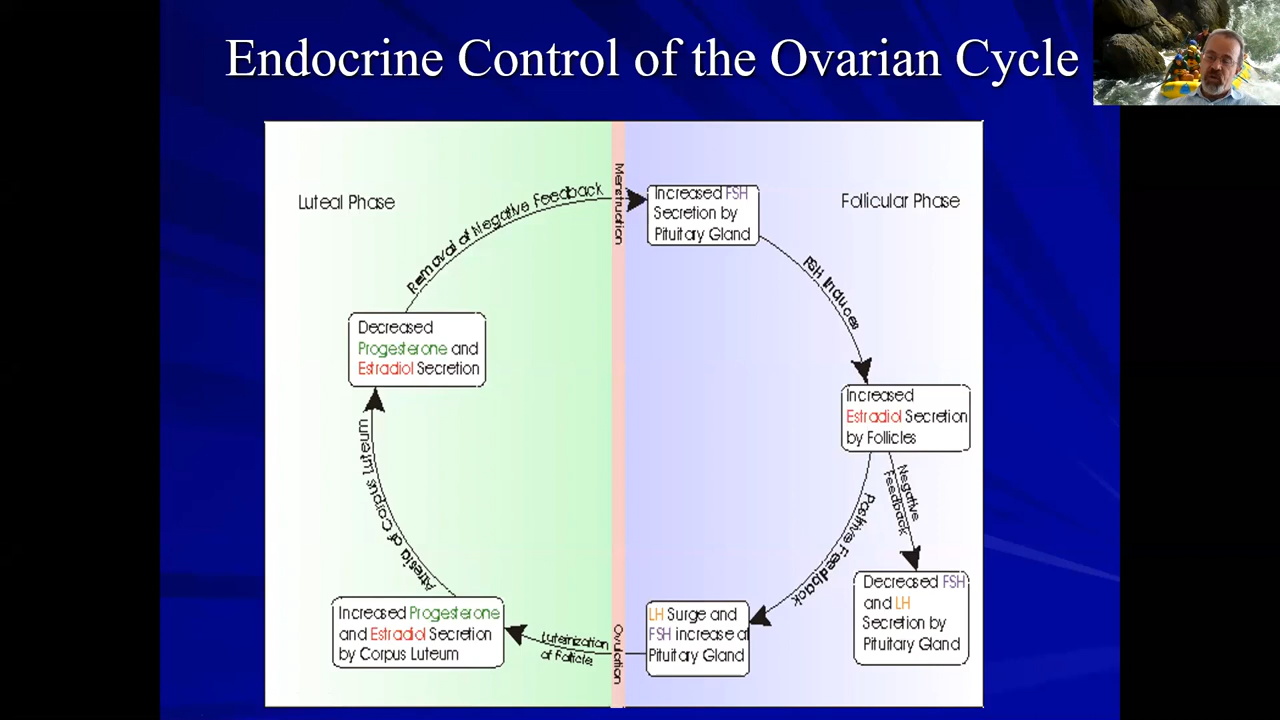 Endocrine Control of the Ovarian Cycle
Luteal Phase
Follicular Phase
Menstruation
Increased FSH
Secretion by
Pituitary Gland
FSH Induces
Increased
Estradiol Secretion
by Follicles
Negative
Feedback
Decreased FSH
and LH
Secretion by
Pituitary Gland
Positive Feedback
LH Surge and
FSH increase a
Pituitary Gland
Ovulation
Luteinization
of Follicle
Increased Progesterone
and Estradiol Secretion
by Corpus Luteum
Atresia of Corpus Luteum
Decreased
Progesterone and
Estradiol Secretion
Removal of Negative Feedback